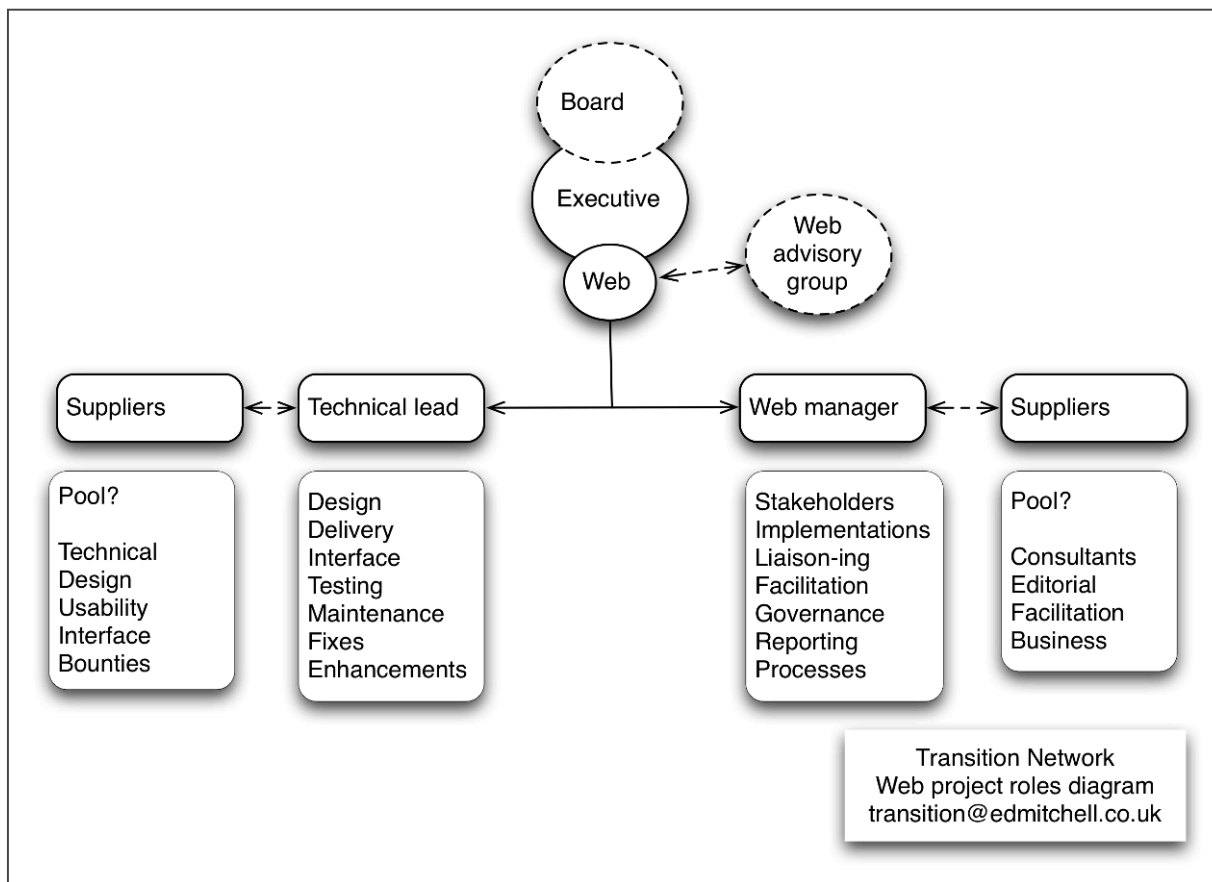 Board
Executive
Web
Web
advisory
group
Suppliers
Technical lead
Web manager
Suppliers
Pool?
Technical
Design
Usability
Interface
Bounties
Design
Delivery
Interface
Testing
Maintenance
Fixes
Enhancements
Stakeholders
Implementations
Liaison-ing
Facilitation
Governance
Reporting
Processes
Pool?
Consultants
Editorial
Facilitation
Business
Transition Network
Web project roles diagram
transition@edmitchell.co.uk